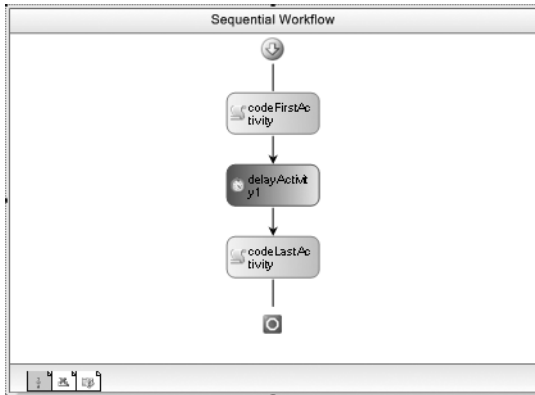 Sequential Workflow
codeFirstAc
tivity
delayActivit
y1
codeLastAc
tivity